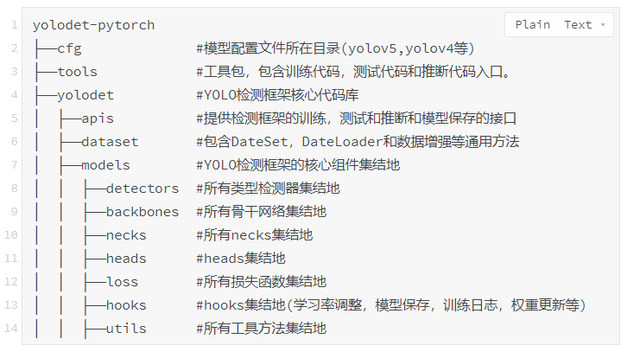 Plain Text
1 yolodet-pytorch
2 ├──cfg #模型配置文件所在目录(yolov5,yolov4等)
3 ├──tools #工具包，包含训练代码，测试代码和推断代码入口。
4 ├──yolodet #YOLO检测框架核心代码库
5 │ ├──apis #提供检测框架的训练，测试和推断和模型保存的接口
6 │ ├──dataset #包含DateSet，DateLoader和数据增强等通用方法
7 │ ├──models #YOLO检测框架的核心组件集结地
8 │ │ ├──detectors #所有类型检测器集结地
9 │ │ ├──backbones #所有骨干网络集结地
10 │ │ ├──necks #所有necks集结地
11 │ │ ├──heads #heads集结地
12 │ │ ├──loss #所有损失函数集结地
13 │ │ ├──hooks #hooks集结地(学习率调整，模型保存，训练日志，权重更新等)
14 │ │ ├──utils #所有工具方法集结地